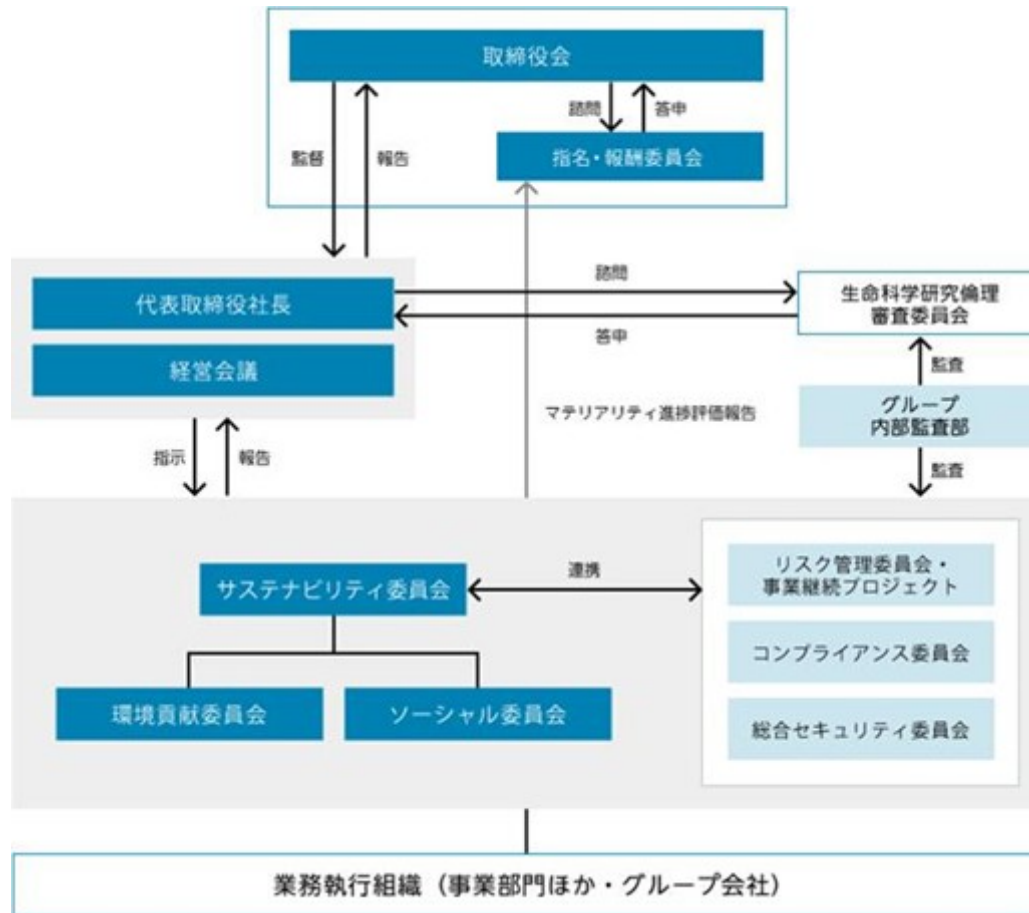 取締役会
諮問
答申
監督
報告
指名・報酬委員会
代表取締役社長
諮問
生命科学研究倫理
審査委員会
答申
経営会議
監査
マテリアリティ進捗評価報告
グループ
内部監査部
指示
報告
監査
サステナビリティ委員会
連携
リスク管理委員会・
事業継続プロジェクト
コンプライアンス委員会
環境貢献委員会
ソーシャル委員会
総合セキュリティ委員会
業務執行組織（事業部門ほか・グループ会社）